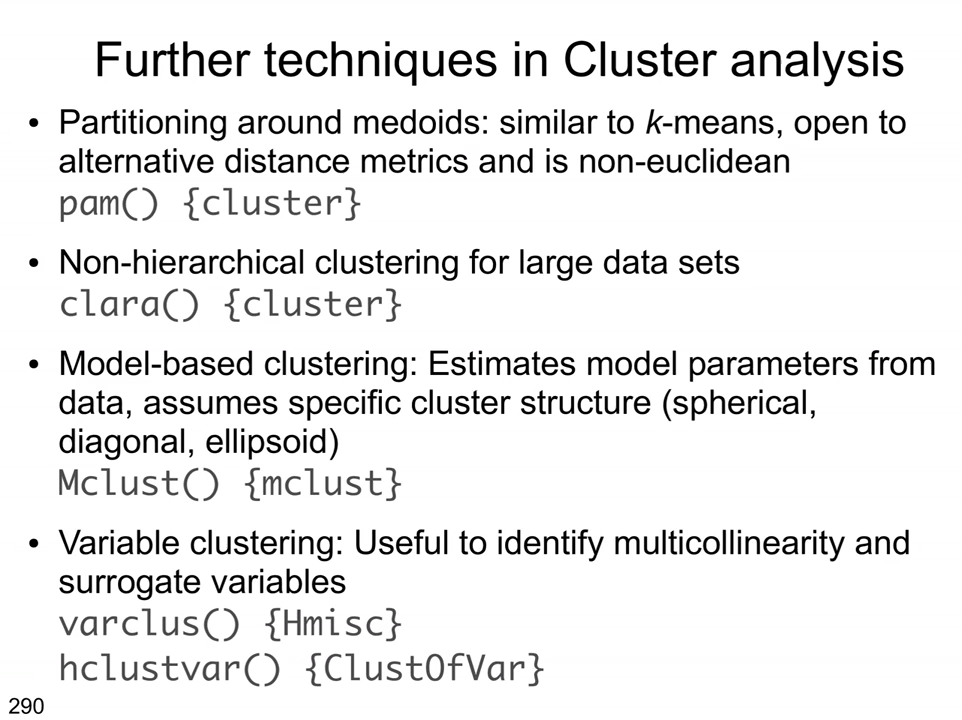 Further techniques in Cluster analysis
• Partitioning around medoids: similar to k-means, open to
alternative distance metrics and is non-euclidean
pam() {cluster}
• Non-hierarchical clustering for large data sets
clara() {cluster}
• Model-based clustering: Estimates model parameters from
data, assumes specific cluster structure (spherical,
diagonal, ellipsoid)
Mclust() {mclust}
• Variable clustering: Useful to identify multicollinearity and
surrogate variables
varclus() {Hmisc}
hclustvar() {ClustOfVar}
290